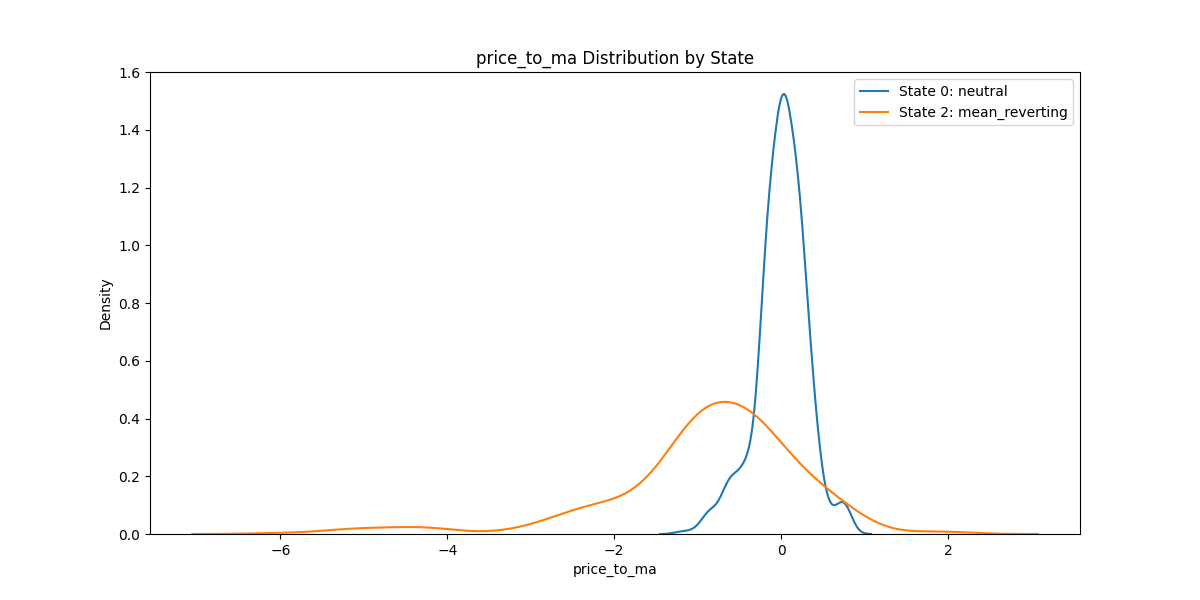 price_to_ma Distribution by State
State 0: neutral
State 2: mean_reverting
1.6
1.4
1.2
1.0
0.8
0.6
0.4
0.2
0.0
Density
−6
−4
−2
0
2
price_to_ma